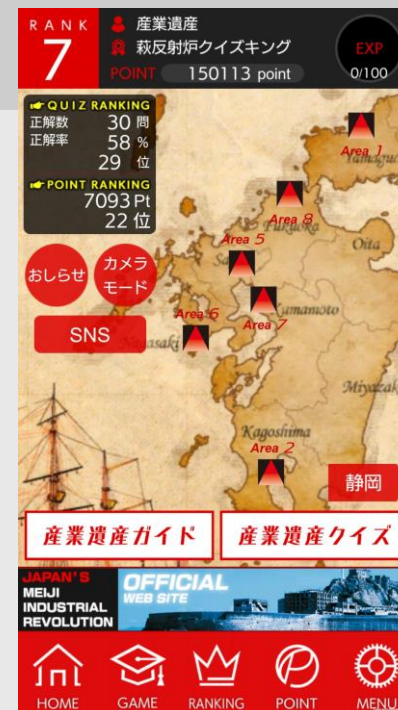 RANK
7
産業遺産
萩反射炉クイズキング
POINT 150113 point
EXP
0/100
QUIZ RANKING
正解数 30 問
正解率 58 %
29 位
POINT RANKING
7093 Pt
22 位
おしらせ
カメラ
モード
SNS
Area 1
Yamaguchi
Area 8
Fukuoka
Area 5
Oita
Area 6
Nagasaki
Area 7
Kumamoto
Miyazaki
Kagoshima
Area 2
静岡
産業遺産ガイド
産業遺産クイズ
JAPAN'S
MEIJI
INDUSTRIAL
REVOLUTION
OFFICIAL
WEB SITE
HOME
GAME
RANKING
POINT
MENU